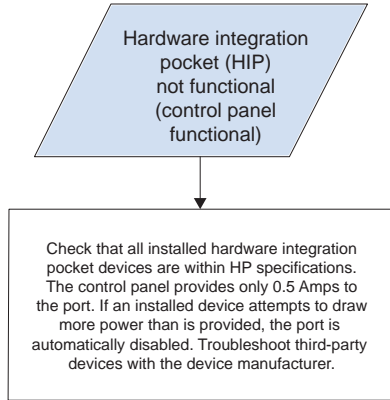 Hardware integration
pocket (HIP)
not functional
(control panel
functional)
Check that all installed hardware integration
pocket devices are within HP specifications.
The control panel provides only 0.5 Amps to
the port. If an installed device attempts to draw
more power than is provided, the port is
automatically disabled. Troubleshoot third-party
devices with the device manufacturer.